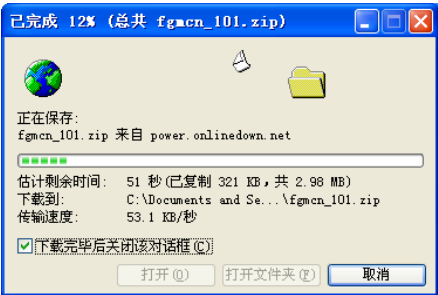 已完成 12% (总共 fgmcn_101.zip)
正在保存:
fgmcn_101.zip 来自 power.onlinedown.net
估计剩余时间: 51 秒(已复制 321 KB，共 2.98 MB)
下载到: C:\Documents and Se...\fgmcn_101.zip
传输速度: 53.1 KB/秒
下载完毕后关闭该对话框(C)
打开(O) 打开文件夹(F) 取消